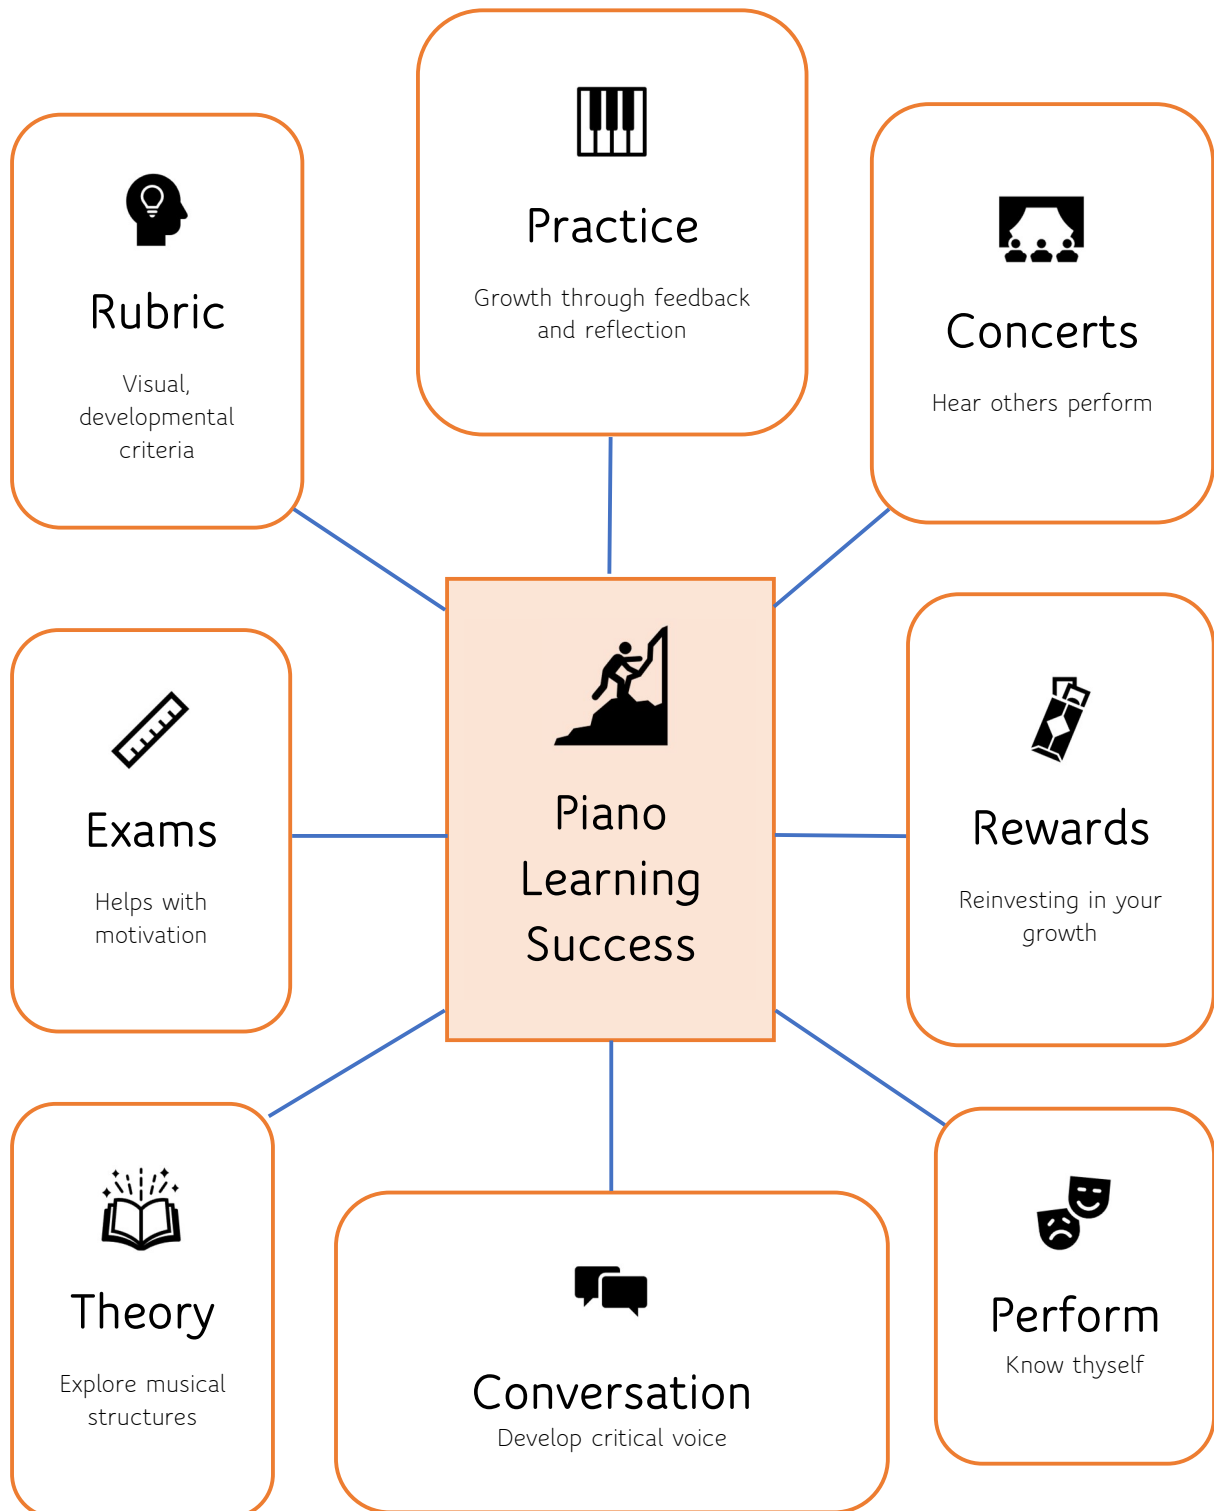 Practice
Growth through feedback
and reflection
Rubric
Visual,
developmental
criteria
Concerts
Hear others perform
Piano
Learning
Success
Exams
Helps with
motivation
Rewards
Reinvesting in your
growth
Theory
Explore musical
structures
Conversation
Develop critical voice
Perform
Know thyself